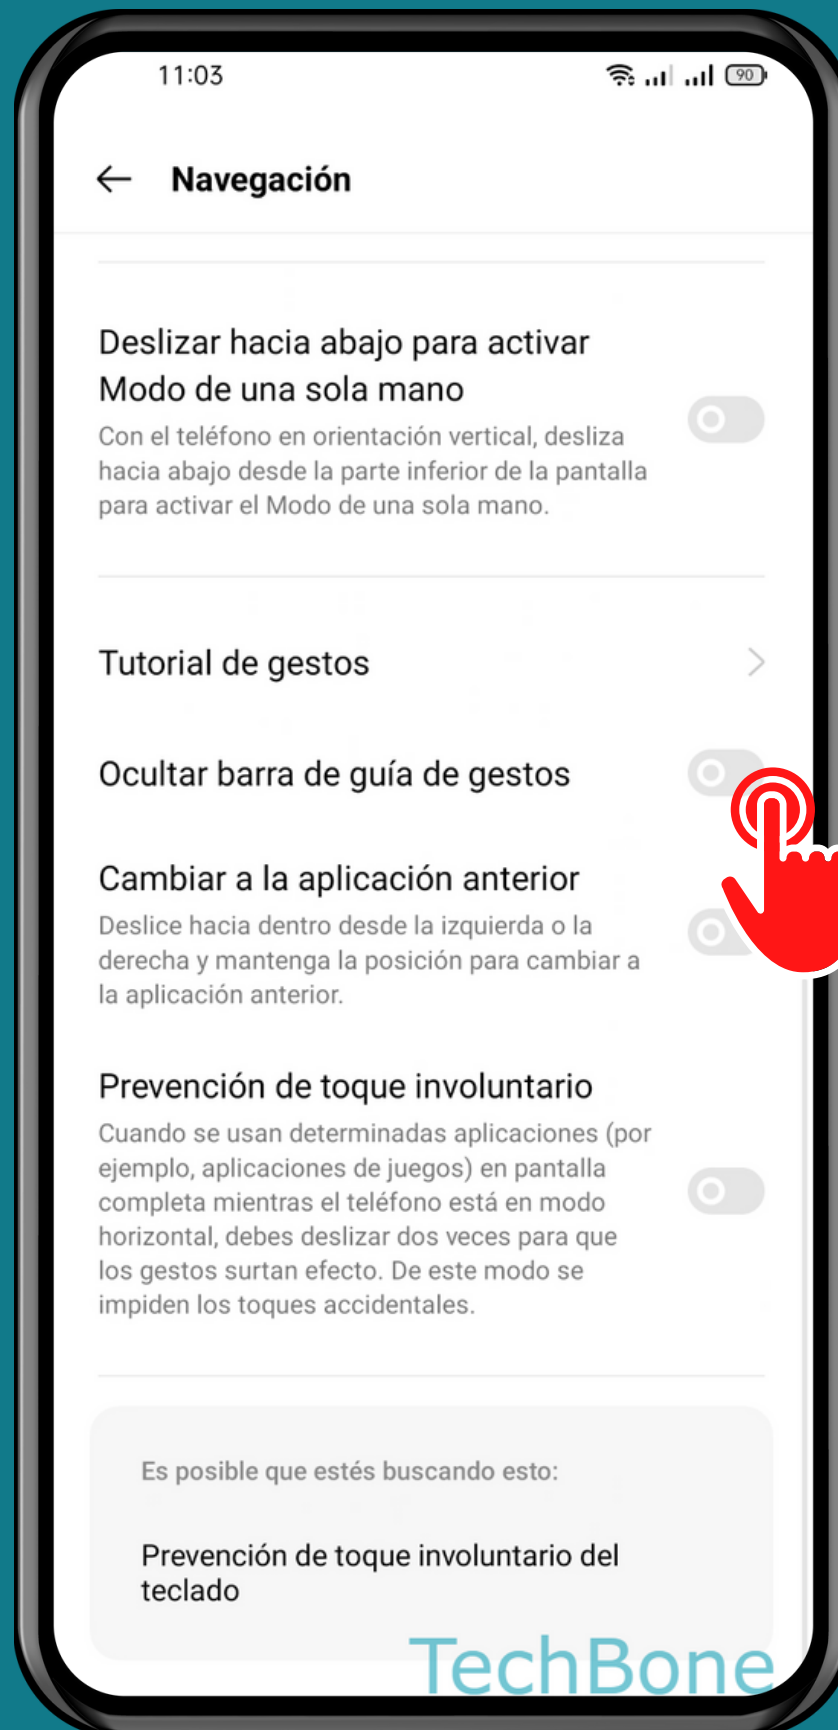 11:03
90
Navegación
Deslizar hacia abajo para activar
Modo de una sola mano
Con el teléfono en orientación vertical, desliza
hacia abajo desde la parte inferior de la pantalla
para activar el Modo de una sola mano.
Tutorial de gestos
Ocultar barra de guía de gestos
Cambiar a la aplicación anterior
Deslice hacia dentro desde la izquierda o la
derecha y mantenga la posición para cambiar a
la aplicación anterior.
Prevención de toque involuntario
Cuando se usan determinadas aplicaciones (por
ejemplo, aplicaciones de juegos) en pantalla
completa mientras el teléfono está en modo
horizontal, debes deslizar dos veces para que
los gestos surtan efecto. De este modo se
impiden los toques accidentales.
Es posible que estés buscando esto:
Prevención de toque involuntario del
teclado
TechBone